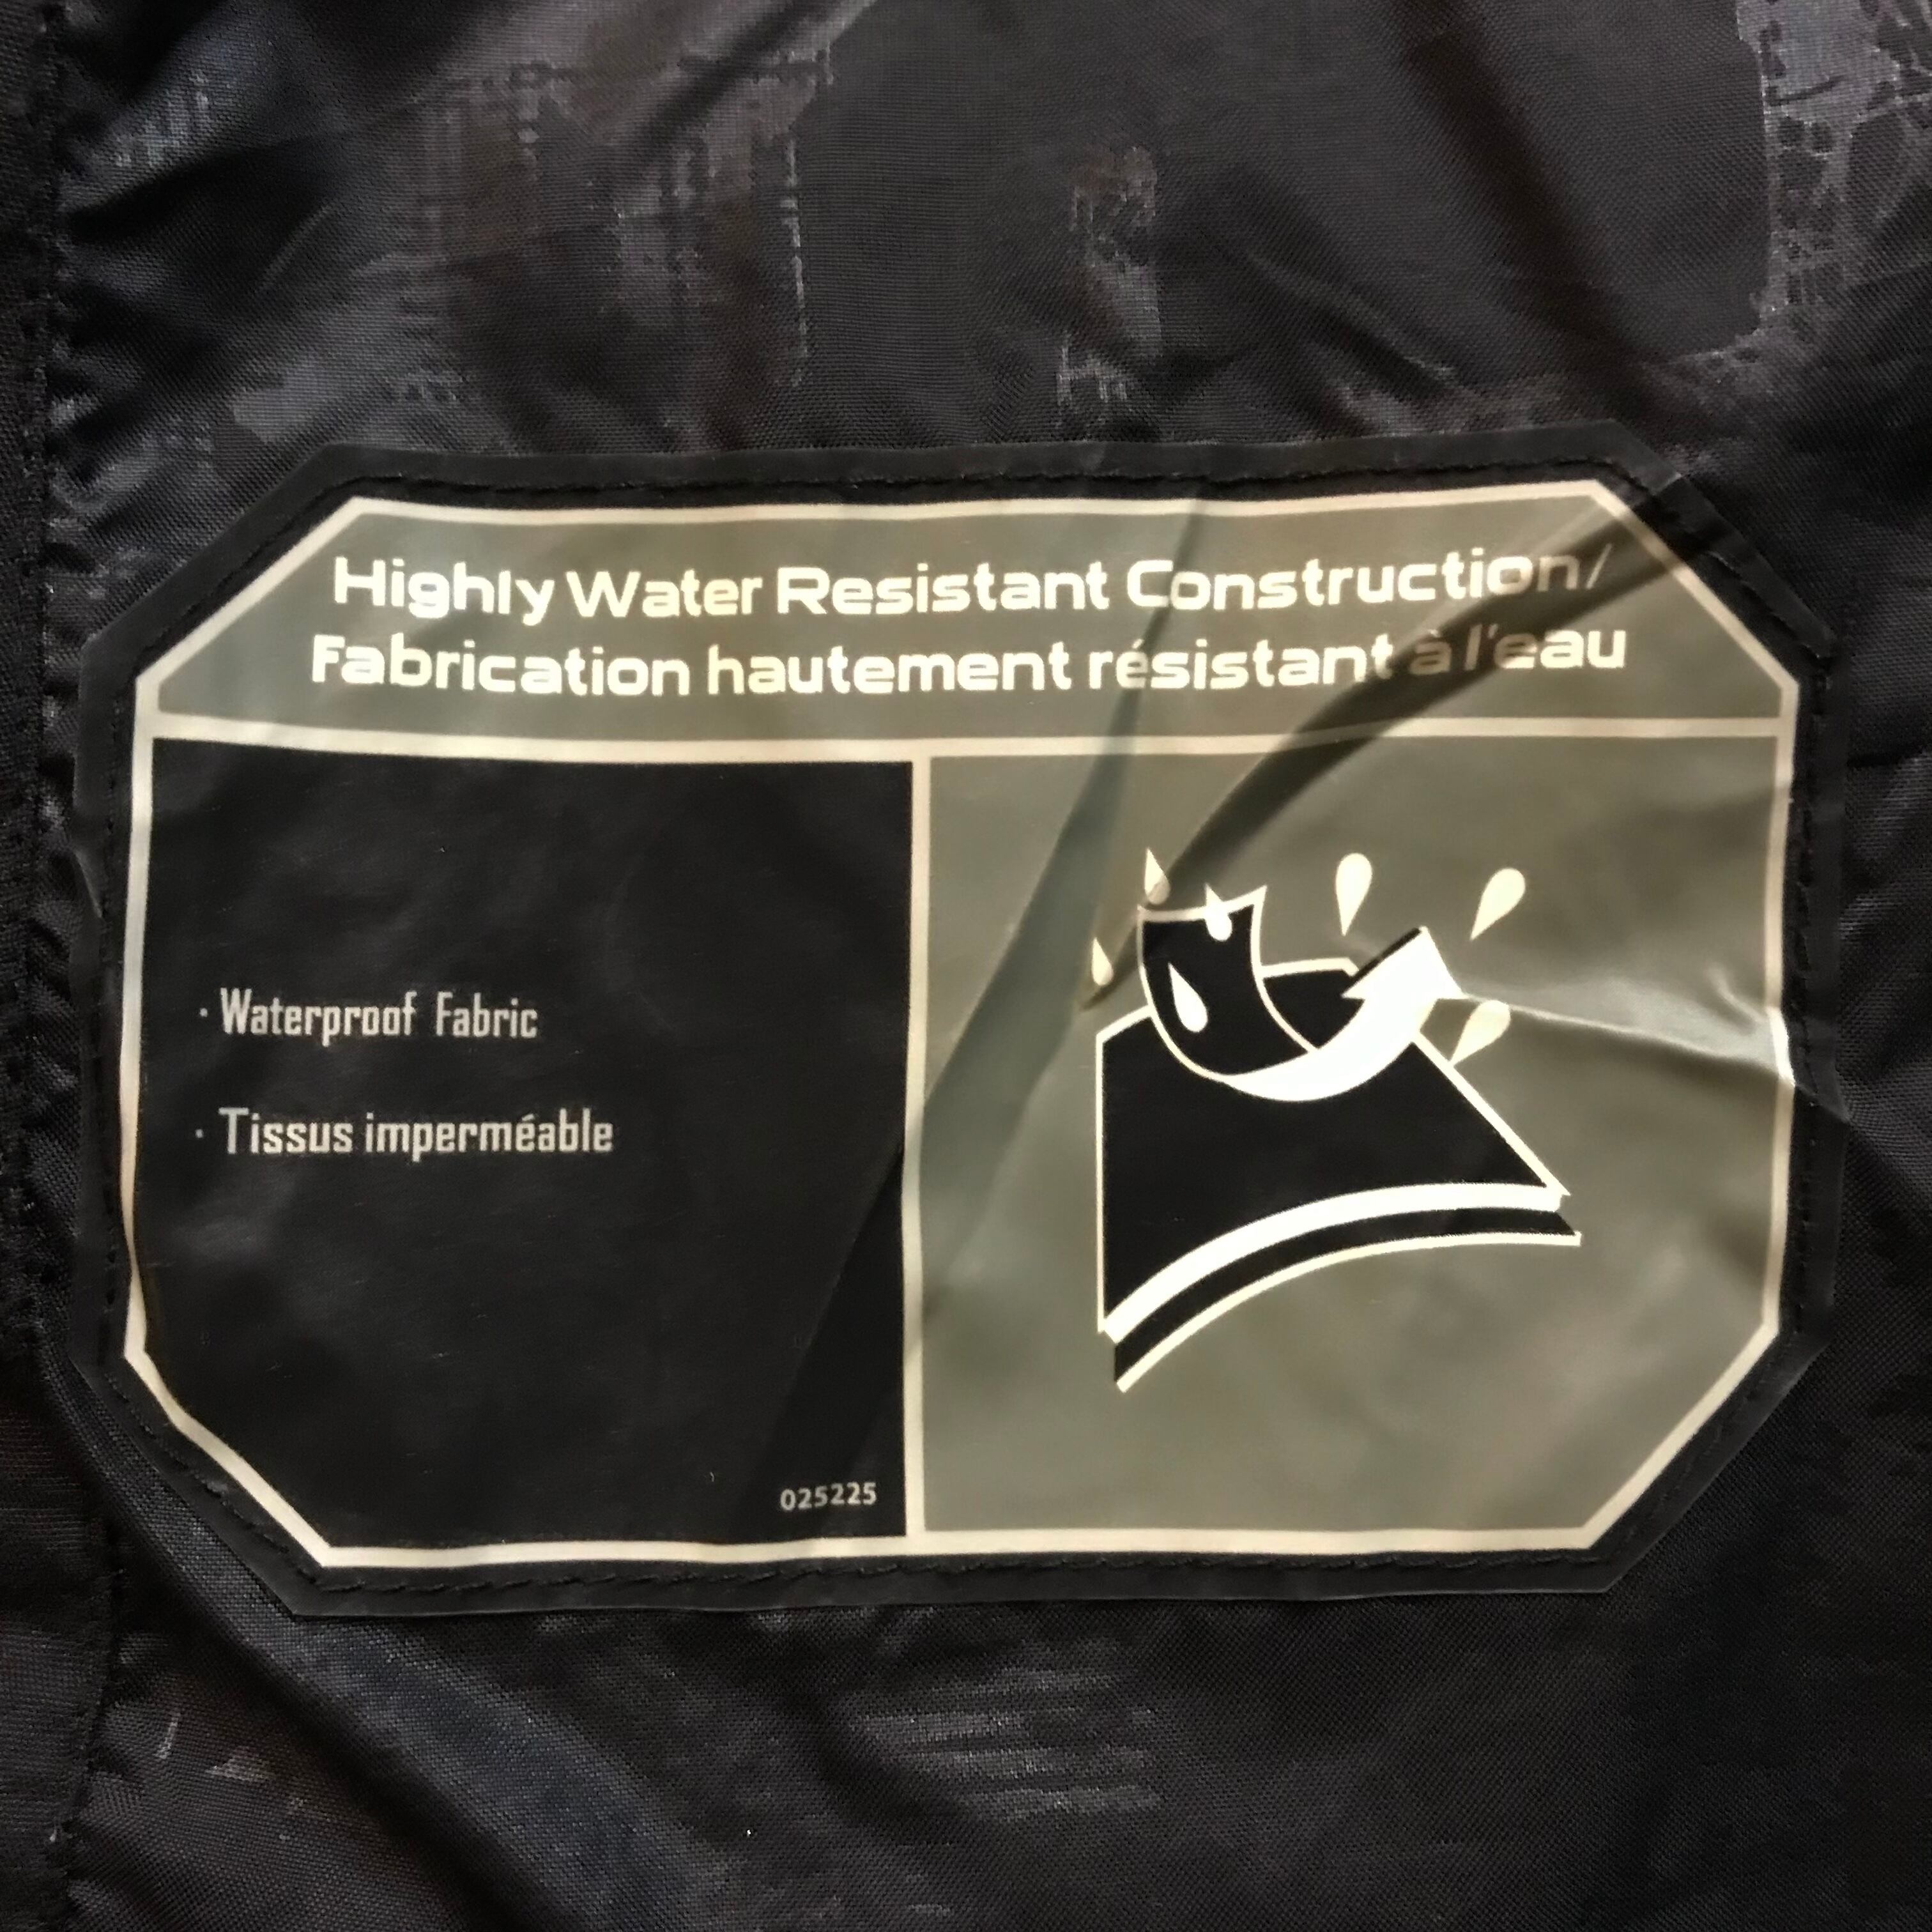 Highly Water Resistant Construction/
Fabrication hautement résistant à l'eau
· Waterproof Fabric
· Tissus imperméable
025225